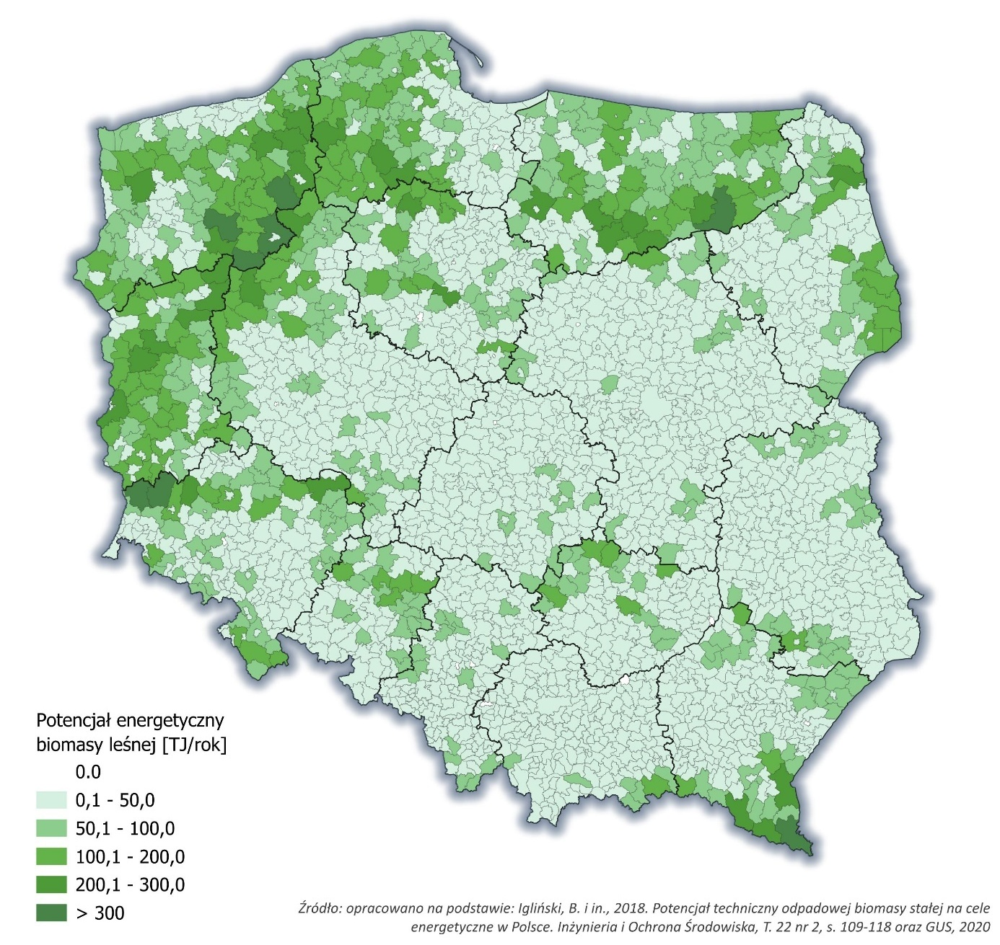 Potencjał energetyczny
biomasy leśnej [TJ/rok]
0.0
0,1 - 50,0
50,1 - 100,0
100,1 - 200,0
200,1 - 300,0
> 300
Źródło: opracowano na podstawie: Igliński, B. i in., 2018. Potencjał techniczny odpadowej biomasy stałej na cele
energetyczne w Polsce. Inżynieria i Ochrona Środowiska, T. 22 nr 2, s. 109-118 oraz GUS, 2020